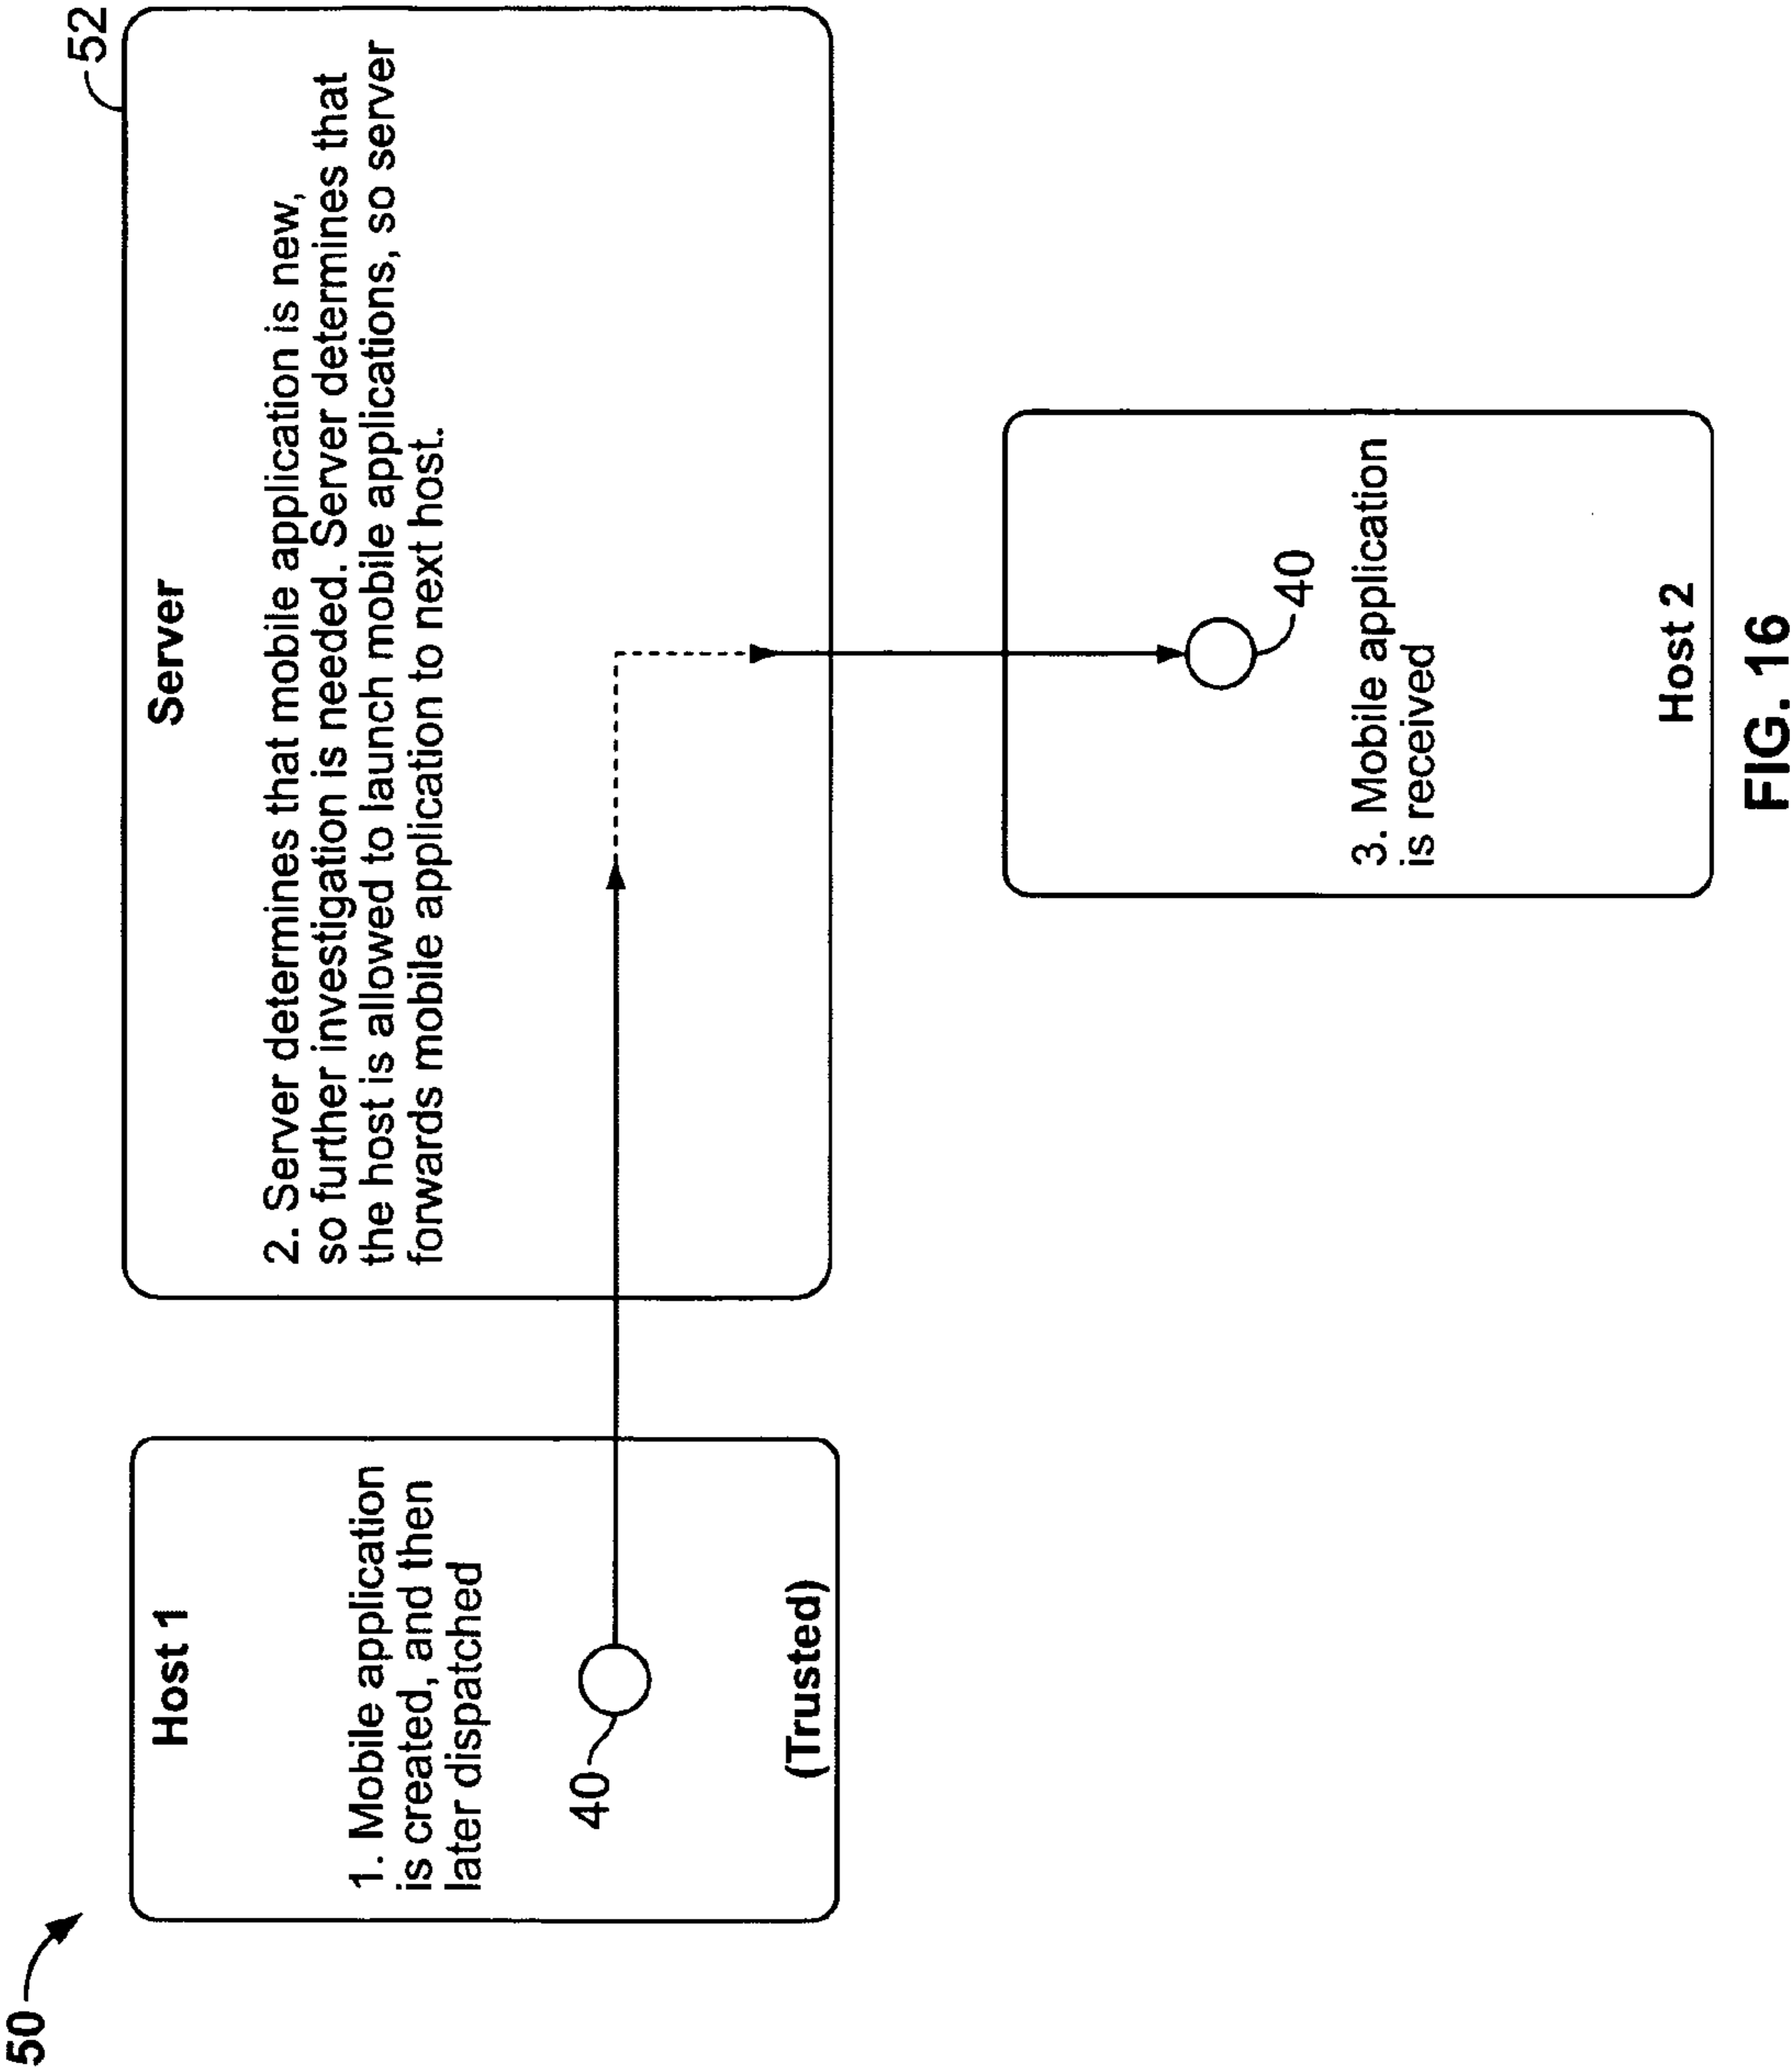 50
Host 1
1. Mobile application
is created, and then
later dispatched
40
(Trusted)
52
Server
2. Server determines that mobile application is new,
so further investigation is needed. Server determines that
the host is allowed to launch mobile applications, so server
forwards mobile application to next host.
40
3. Mobile application
is received
Host 2
FIG. 16